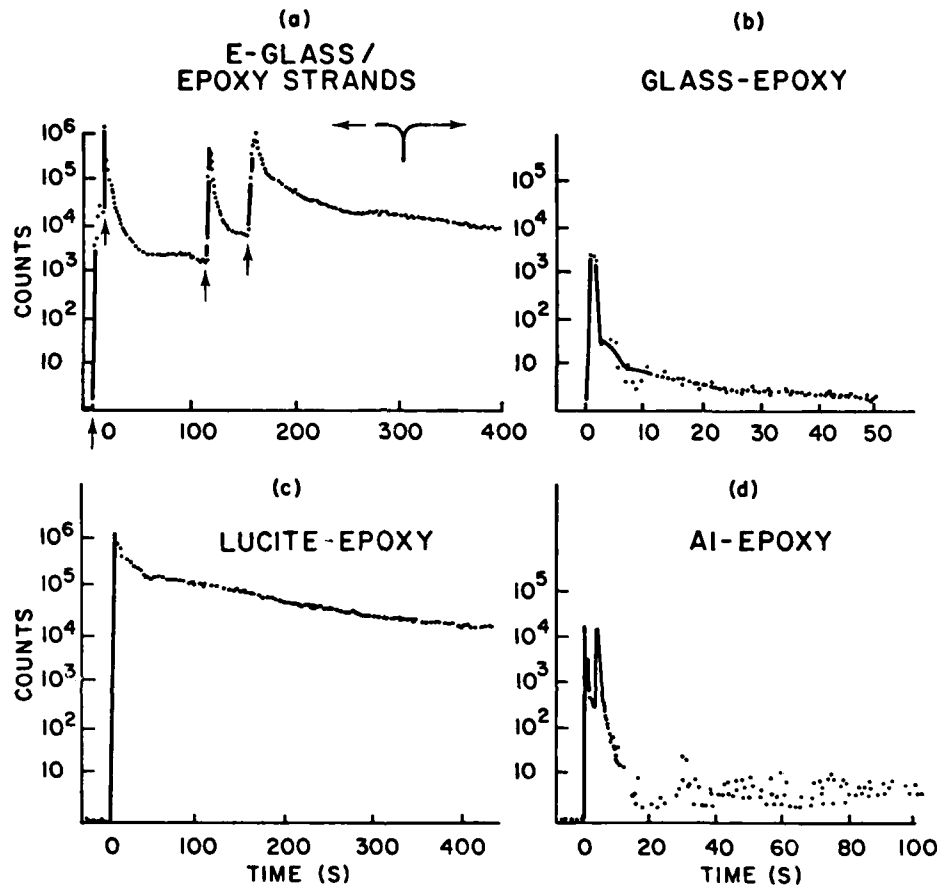 (a)
E-GLASS/
EPOXY STRANDS
10⁶
10⁵
10⁴
10³
10²
10
COUNTS
0 100 200 300 400
(b)
GLASS-EPOXY
10⁵
10⁴
10³
10²
10
0 10 20 30 40 50
(c)
LUCITE-EPOXY
10⁶
10⁵
10⁴
10³
10²
10
COUNTS
0 100 200 300 400
TIME (S)
(d)
Al-EPOXY
10⁵
10⁴
10³
10²
10
0 20 40 60 80 100
TIME (S)